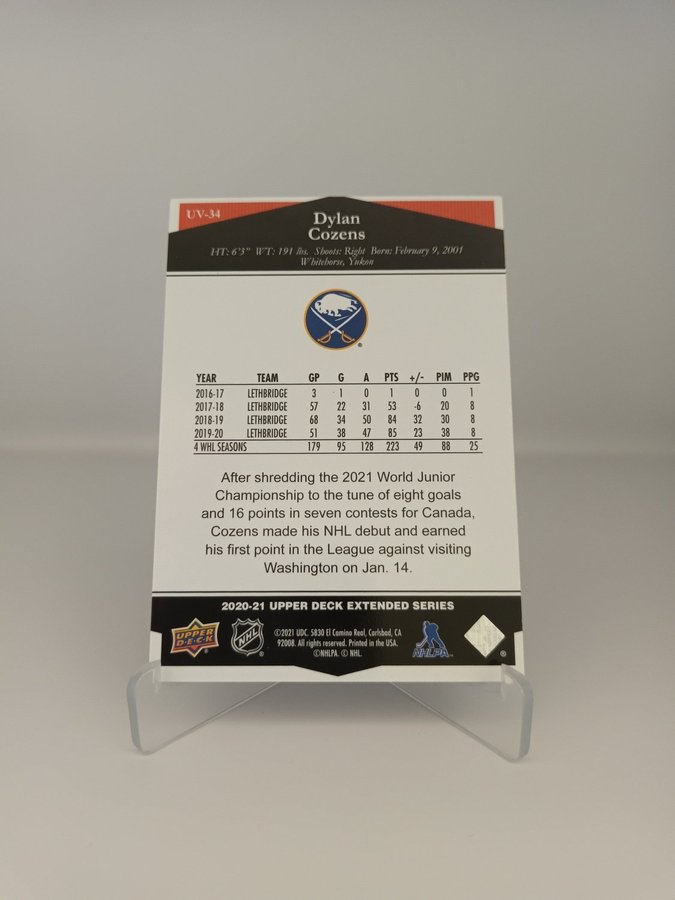 UV-34
Dylan
Cozens
HT: 6'3" WT: 191 lbs. Shoots: Right Born: February 9, 2001
Whitehorse, Yukon
YEAR TEAM GP G A PTS +/- PIM PPG
2016-17 LETHBRIDGE 3 1 0 1 0 0 1
2017-18 LETHBRIDGE 57 22 31 53 -6 20 8
2018-19 LETHBRIDGE 68 34 50 84 32 30 8
2019-20 LETHBRIDGE 51 38 47 85 23 38 8
4 WHL SEASONS 179 95 128 223 49 88 25
After shredding the 2021 World Junior
Championship to the tune of eight goals
and 16 points in seven contests for Canada,
Cozens made his NHL debut and earned
his first point in the League against visiting
Washington on Jan. 14.
2020-21 UPPER DECK EXTENDED SERIES
UPPER
DECK
NHL
©2021 UDC. 5830 El Camino Real, Carlsbad, CA
92008. All rights reserved. Printed in the USA.
©NHLPA. © NHL.
NHLPA